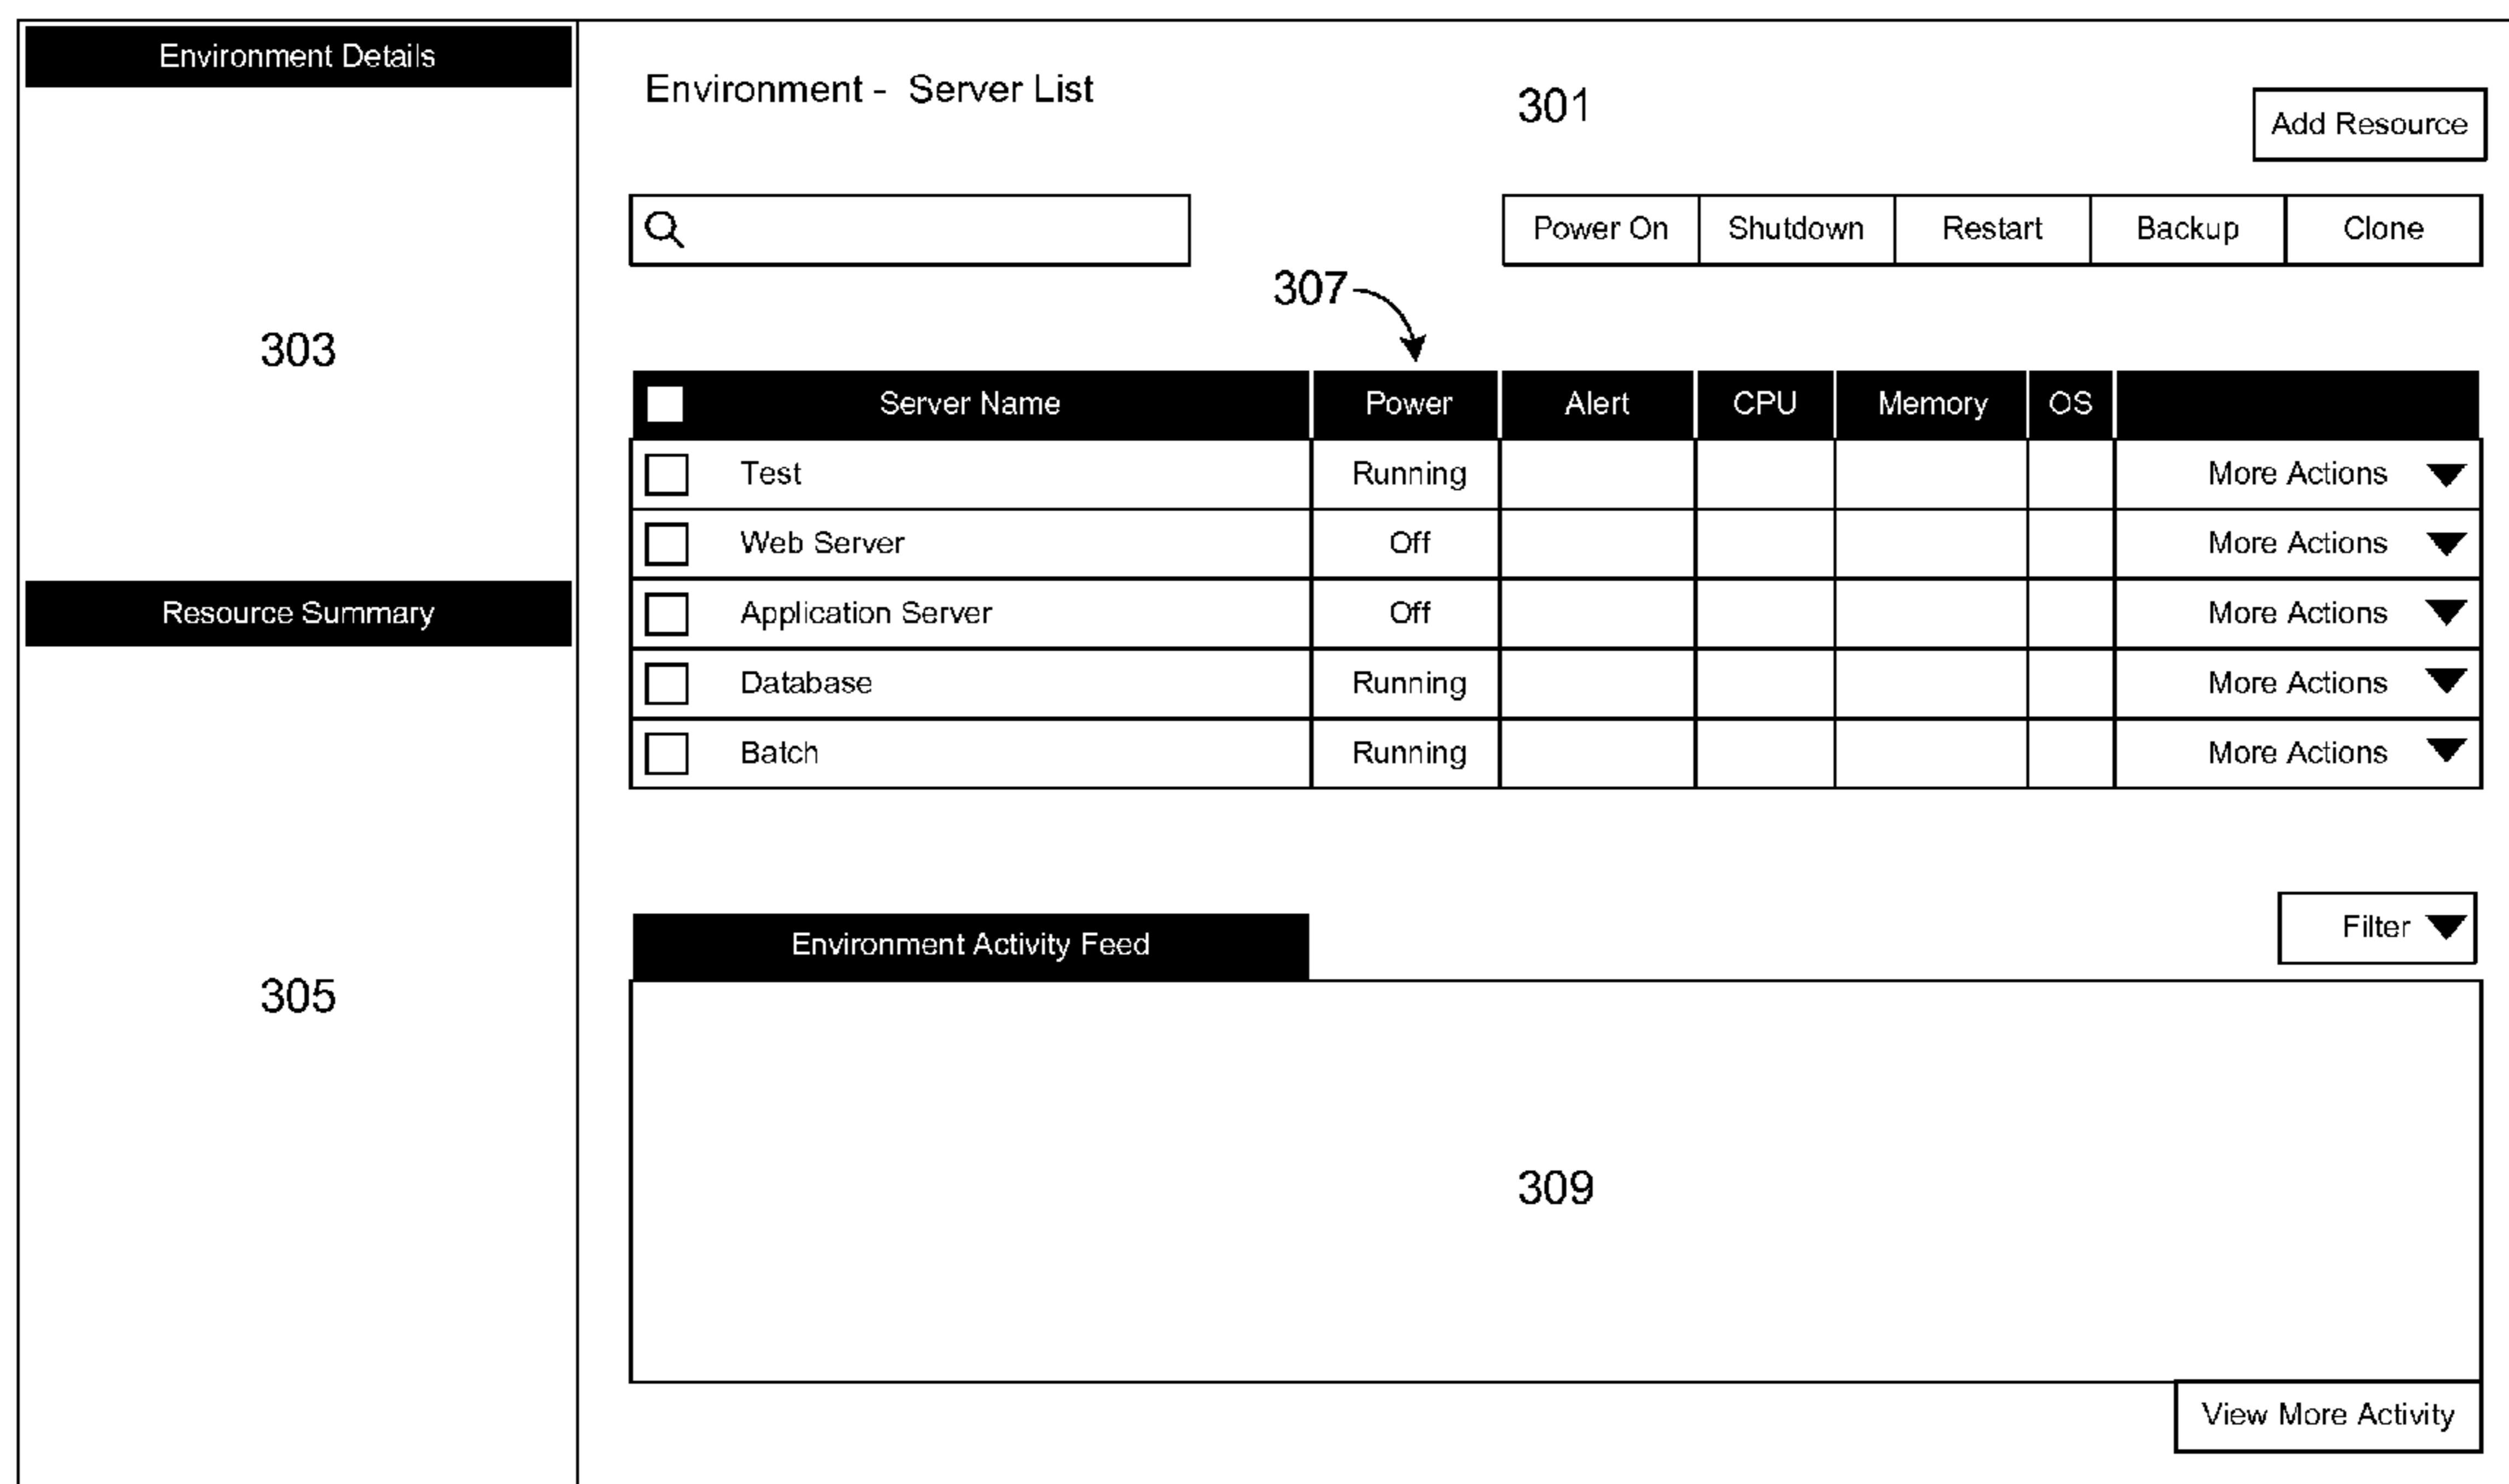 Environment Details
303
Resource Summary
305
Environment - Server List
301
Add Resource
Power On Shutdown Restart Backup Clone
307
Server Name Power Alert CPU Memory OS
Test Running More Actions
Web Server Off More Actions
Application Server Off More Actions
Database Running More Actions
Batch Running More Actions
Filter
Environment Activity Feed
309
View More Activity